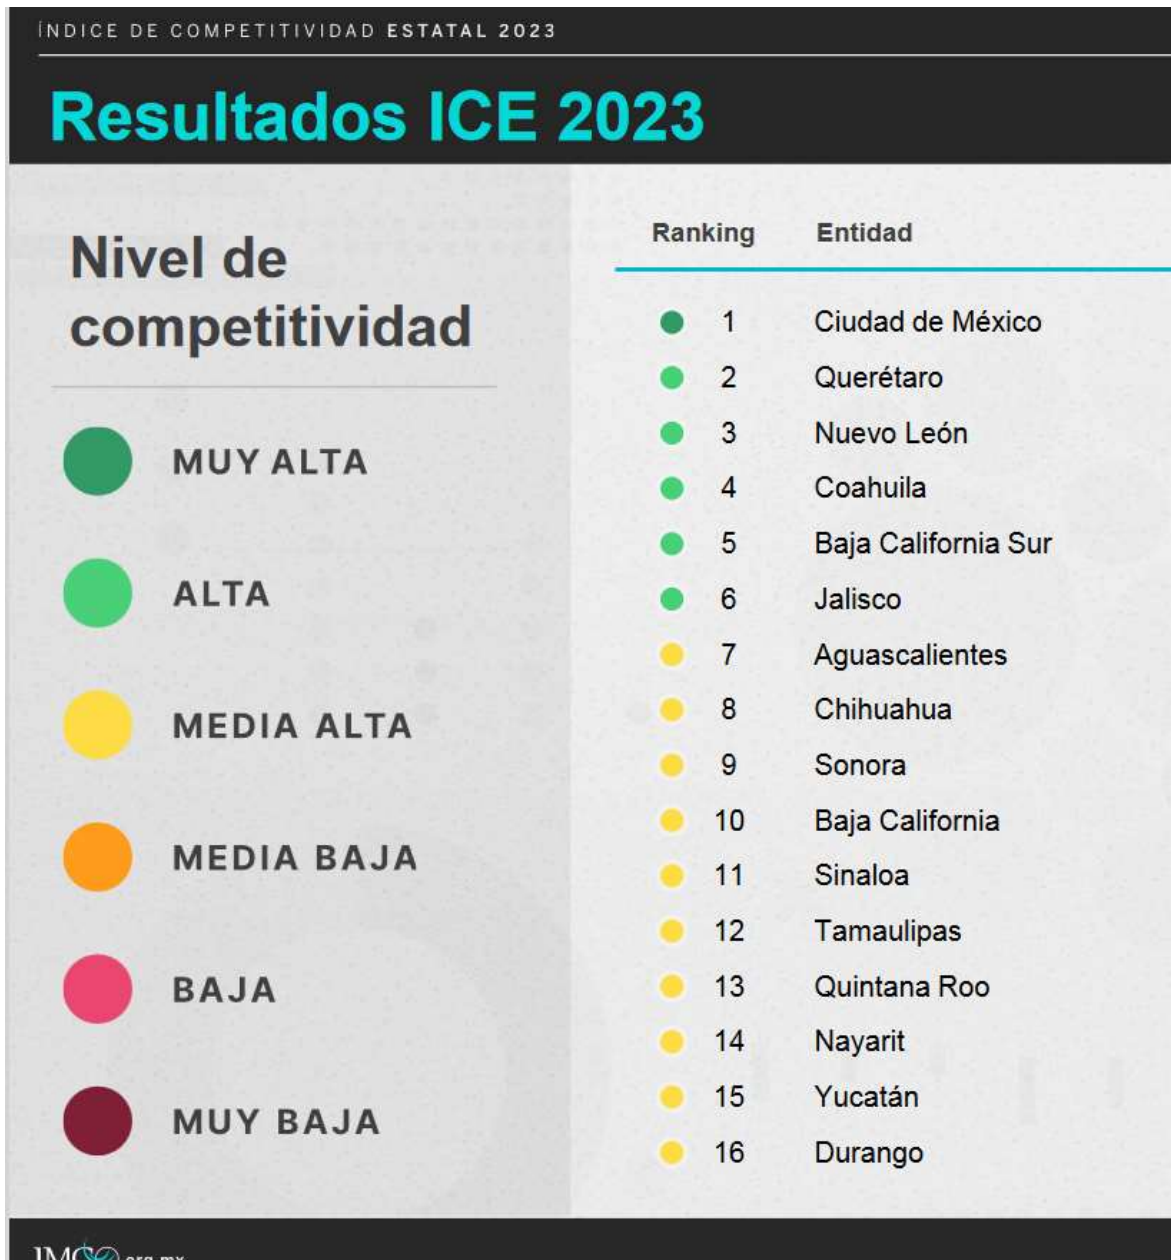 ÍNDICE DE COMPETITIVIDAD ESTATAL 2023
Resultados ICE 2023
Nivel de
competitividad
MUY ALTA
ALTA
MEDIA ALTA
MEDIA BAJA
BAJA
MUY BAJA
Ranking Entidad
1 Ciudad de México
2 Querétaro
3 Nuevo León
4 Coahuila
5 Baja California Sur
6 Jalisco
7 Aguascalientes
8 Chihuahua
9 Sonora
10 Baja California
11 Sinaloa
12 Tamaulipas
13 Quintana Roo
14 Nayarit
15 Yucatán
16 Durango
IMCO.org.mx